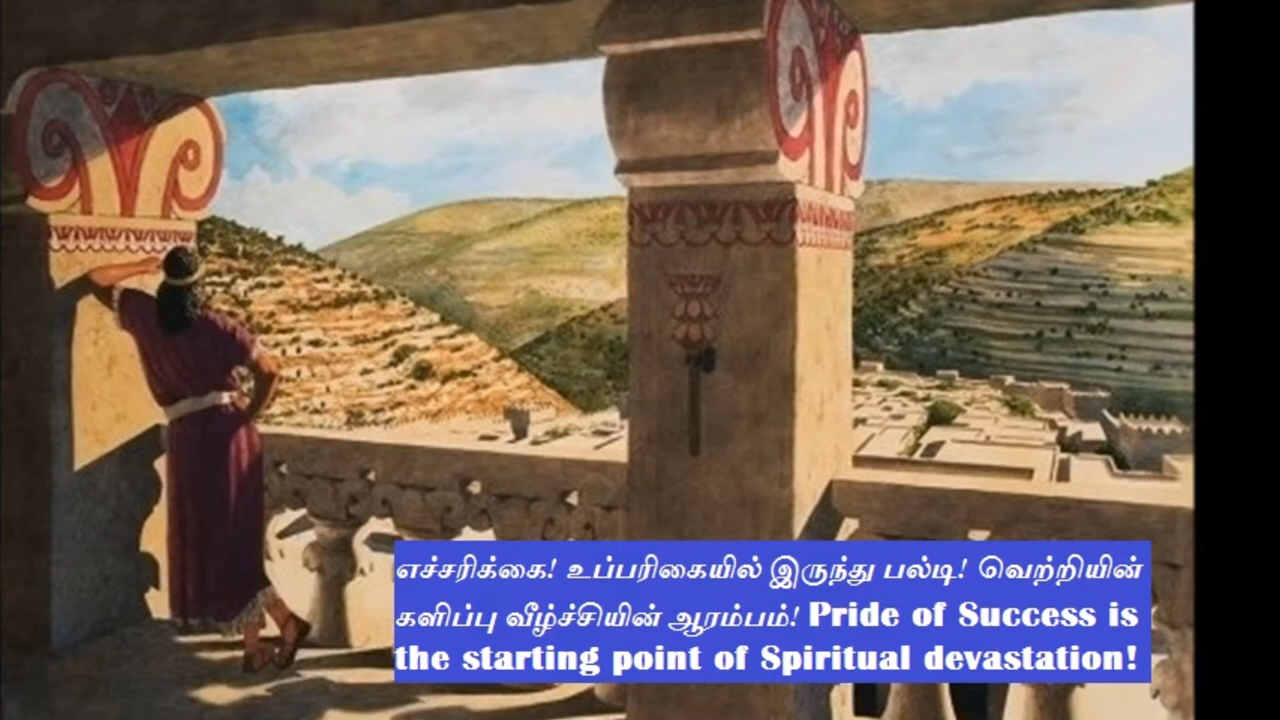 எச்சரிக்கை! உப்பரிகையில் இருந்து பல்டி! வெற்றியின்
களிப்பு வீழ்ச்சியின் ஆரம்பம்! Pride of Success is
the starting point of Spiritual devastation!